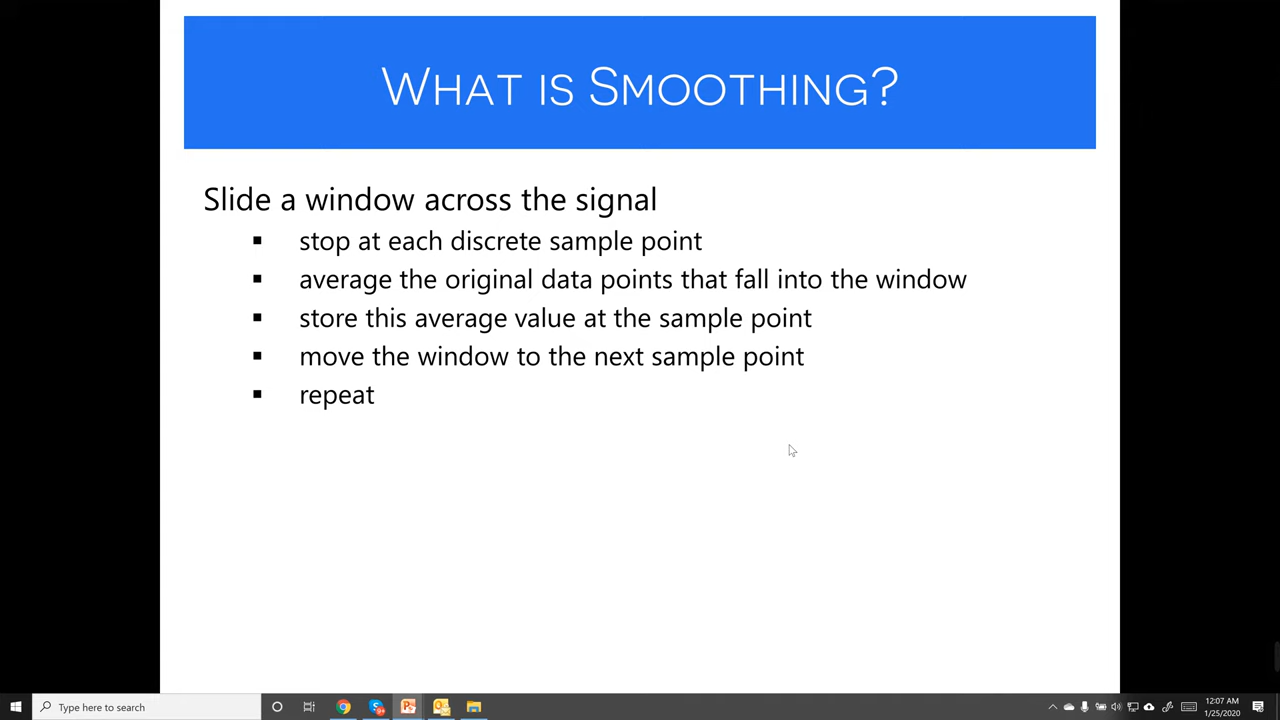 What is Smoothing?
Slide a window across the signal
▪ stop at each discrete sample point
▪ average the original data points that fall into the window
▪ store this average value at the sample point
▪ move the window to the next sample point
▪ repeat
Type here to search
12:07 AM
1/25/2020